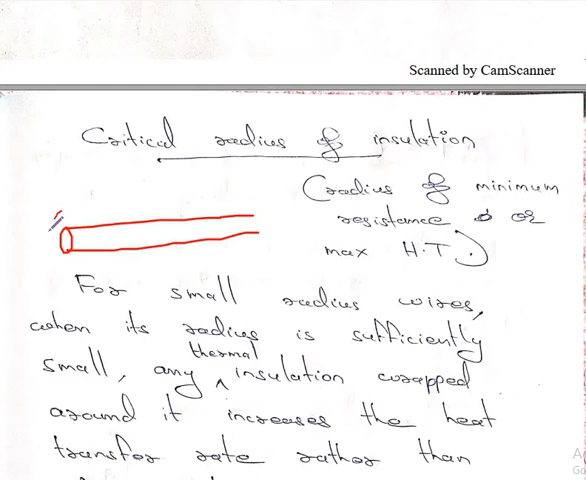 Scanned by CamScanner
Critical radius of insulation
(radius of minimum
resistance or
max H.T)
For small radius wires,
when its radius is sufficiently
small, any thermal insulation wrapped
around it increases the heat
transfer rate rather than